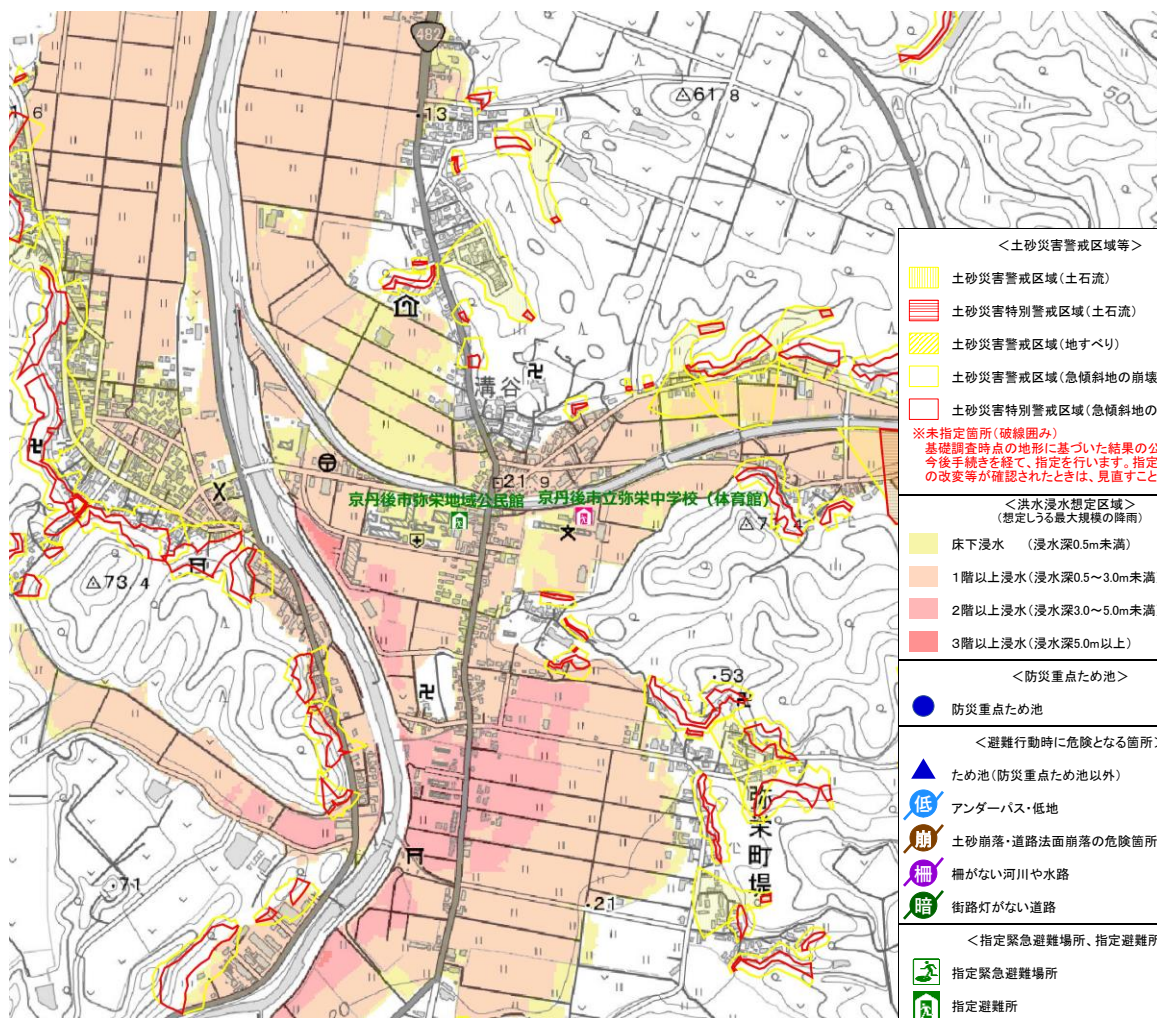 482
61.8
50
13
6
溝谷
21.9
京丹後市弥栄地域公民館
京丹後市立弥栄中学校（体育館）
73.4
53
弥栄町堤
71
21
20
＜土砂災害警戒区域等＞
土砂災害警戒区域（土石流）
土砂災害特別警戒区域（土石流）
土砂災害警戒区域（地すべり）
土砂災害警戒区域（急傾斜地の崩壊
土砂災害特別警戒区域（急傾斜地の
※未指定箇所（破線囲み）
基礎調査時点の地形に基づいた結果の公
今後手続きを経て、指定を行います。指定
の改変等が確認されたときは、見直すこと
＜洪水浸水想定区域＞
（想定しうる最大規模の降雨）
床下浸水　（浸水深0.5m未満）
1階以上浸水（浸水深0.5～3.0m未満
2階以上浸水（浸水深3.0～5.0m未満
3階以上浸水（浸水深5.0m以上）
＜防災重点ため池＞
防災重点ため池
＜避難行動時に危険となる箇所＞
ため池（防災重点ため池以外）
低 アンダーパス・低地
崩 土砂崩落・道路法面崩落の危険箇所
柵 柵がない河川や水路
暗 街路灯がない道路
＜指定緊急避難場所、指定避難所
指定緊急避難場所
指定避難所